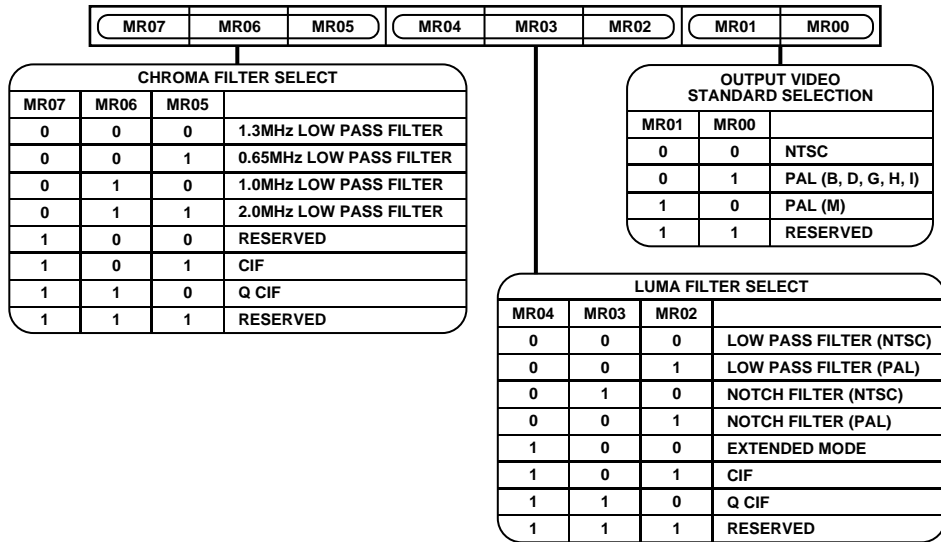 MR07 MR06 MR05 MR04 MR03 MR02 MR01 MR00
CHROMA FILTER SELECT
MR07 MR06 MR05
0 0 0 1.3MHz LOW PASS FILTER
0 0 1 0.65MHz LOW PASS FILTER
0 1 0 1.0MHz LOW PASS FILTER
0 1 1 2.0MHz LOW PASS FILTER
1 0 0 RESERVED
1 0 1 CIF
1 1 0 Q CIF
1 1 1 RESERVED
OUTPUT VIDEO
STANDARD SELECTION
MR01 MR00
0 0 NTSC
0 1 PAL (B, D, G, H, I)
1 0 PAL (M)
1 1 RESERVED
LUMA FILTER SELECT
MR04 MR03 MR02
0 0 0 LOW PASS FILTER (NTSC)
0 0 1 LOW PASS FILTER (PAL)
0 1 0 NOTCH FILTER (NTSC)
0 0 1 NOTCH FILTER (PAL)
1 0 0 EXTENDED MODE
1 0 1 CIF
1 1 0 Q CIF
1 1 1 RESERVED